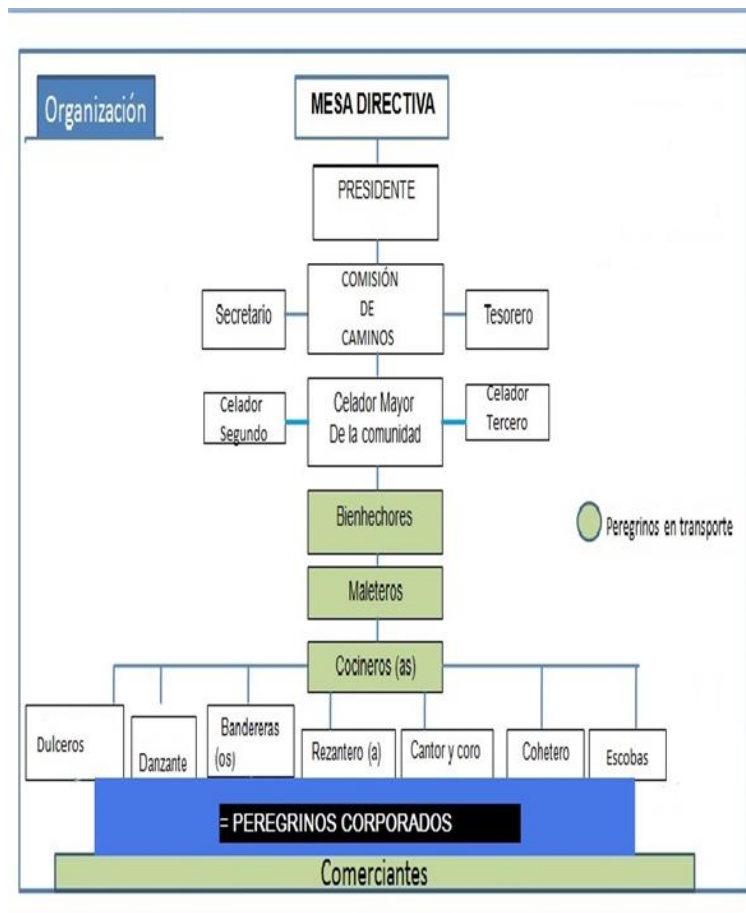 Organización
MESA DIRECTIVA
PRESIDENTE
COMISIÓN
DE
CAMINOS
Secretario
Tesorero
Celador
Segundo
Celador Mayor
De la comunidad
Celador
Tercero
Bienhechores
Peregrinos en transporte
Maleteros
Cocineros (as)
Dulceros
Danzante
Bandereras
(os)
Rezantero (a)
Cantor y coro
Cohetero
Escobas
= PEREGRINOS CORPORADOS
Comerciantes